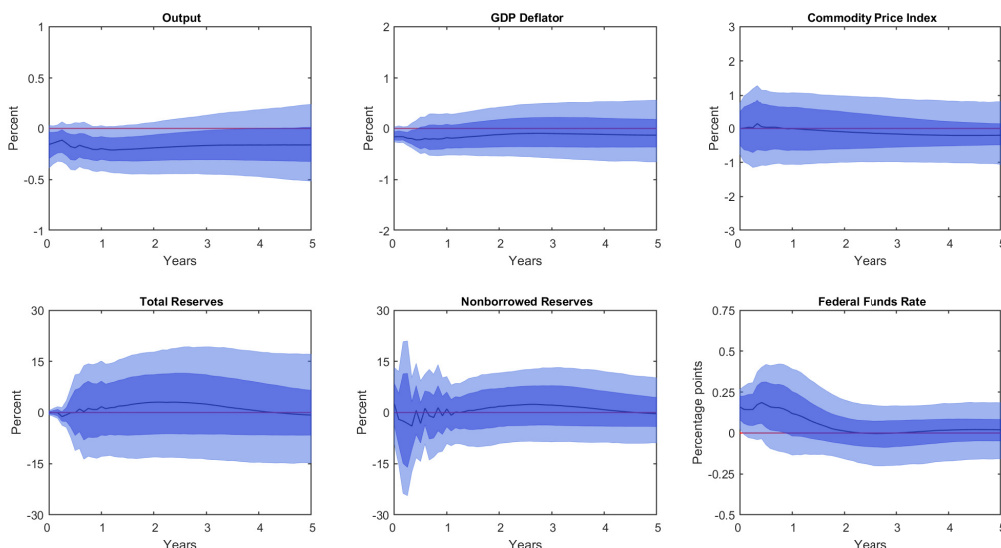 Output
GDP Deflator
Commodity Price Index
1
0.5
0
-0.5
-1
Percent
0 1 2 3 4 5
Years
2
1
0
-1
-2
Percent
0 1 2 3 4 5
Years
3
2
1
0
-1
-2
-3
Percent
0 1 2 3 4 5
Years
Total Reserves
Nonborrowed Reserves
Federal Funds Rate
30
15
0
-15
-30
Percent
0 1 2 3 4 5
Years
30
15
0
-15
-30
Percent
0 1 2 3 4 5
Years
0.75
0.5
0.25
0
-0.25
-0.5
Percentage points
0 1 2 3 4 5
Years